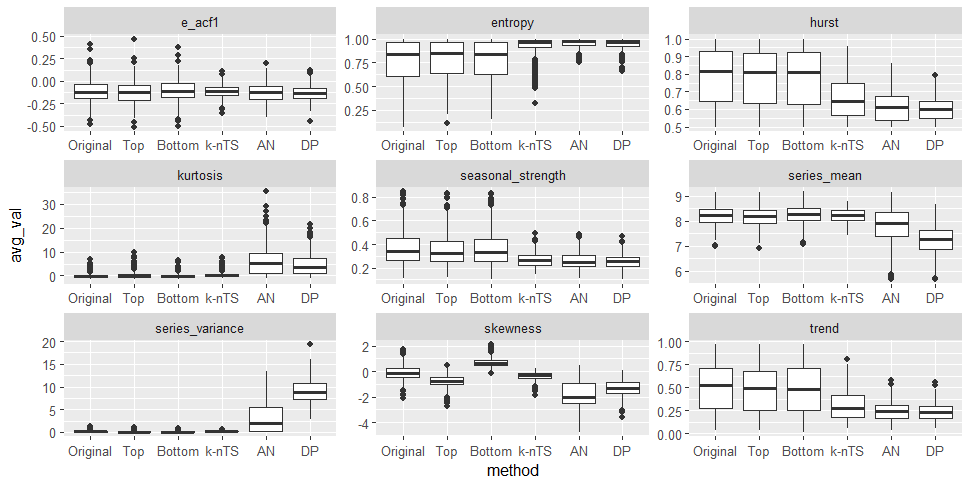 e_acf1 entropy hurst
0.50 0.25 0.00 -0.25 -0.50
1.00 0.75 0.50 0.25
1.0 0.9 0.8 0.7 0.6 0.5
Original Top Bottom k-nTS AN DP Original Top Bottom k-nTS AN DP Original Top Bottom k-nTS AN DP
kurtosis seasonal_strength series_mean
avg_val
30 20 10 0
0.8 0.6 0.4 0.2
9 8 7 6
Original Top Bottom k-nTS AN DP Original Top Bottom k-nTS AN DP Original Top Bottom k-nTS AN DP
series_variance skewness trend
20 15 10 5 0
2 0 -2 -4
1.00 0.75 0.50 0.25 0.00
Original Top Bottom k-nTS AN DP Original Top Bottom k-nTS AN DP Original Top Bottom k-nTS AN DP
method